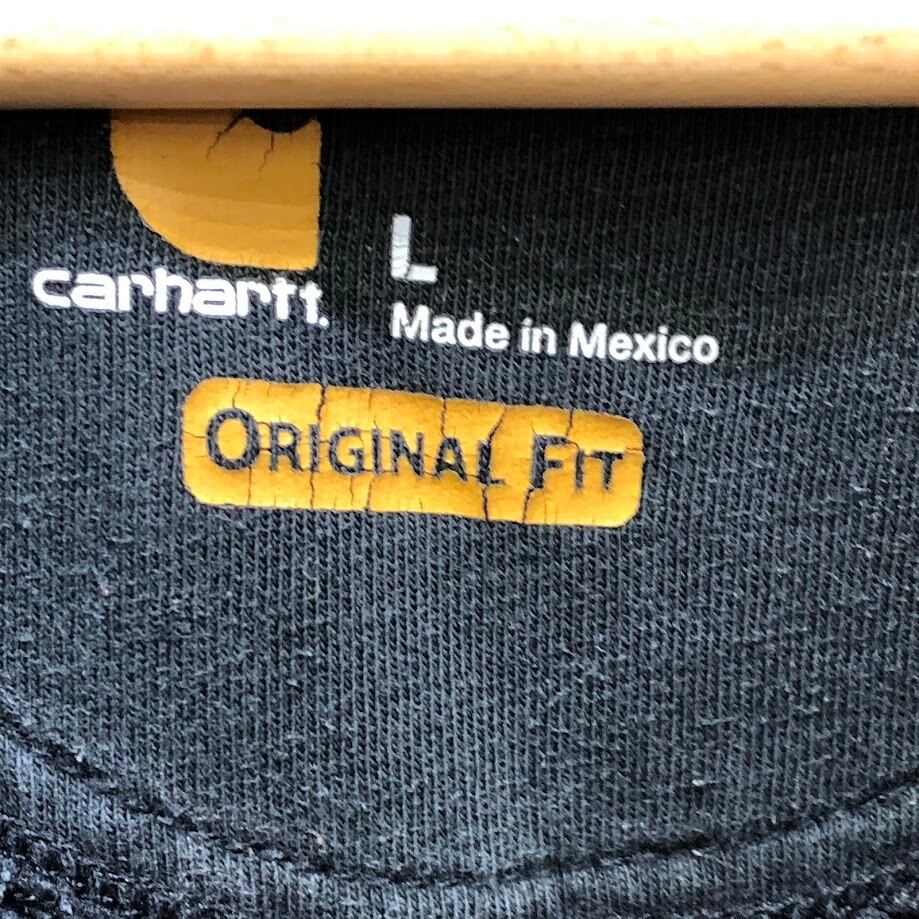 L
carhartt.
Made in Mexico
ORIGINAL FIT